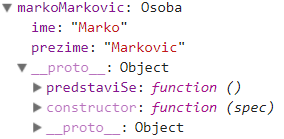 ▼ markoMarkovic: Osoba
ime: "Marko"
prezime: "Markovic"
▼ __proto__: Object
▶ predstaviSe: function ()
▶ constructor: function (spec)
▶ __proto__: Object